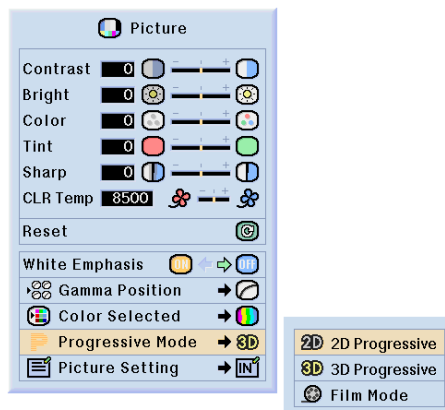 Picture
Contrast 0
Bright 0
Color 0
Tint 0
Sharp 0
CLR Temp 8500
Reset
White Emphasis ON OFF
Gamma Position
Color Selected
P Progressive Mode 3D
Picture Setting IN
2D 2D Progressive
3D 3D Progressive
Film Mode